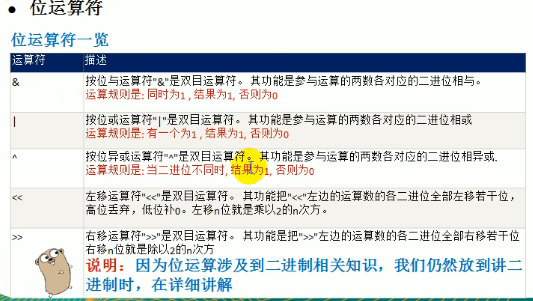 ● 位运算符
位运算符一览
运算符 描述
& 按位与运算符"&"是双目运算符。 其功能是参与运算的两数各对应的二进位相与。
运算规则是: 同时为1 , 结果为1, 否则为0
| 按位或运算符"|"是双目运算符。 其功能是参与运算的两数各对应的二进位相或
运算规则是: 有一个为1 , 结果为1, 否则为0
^ 按位异或运算符"^"是双目运算符。 其功能是参与运算的两数各对应的二进位相异或.
运算规则是: 当二进位不同时, 结果为1, 否则为0
<< 左移运算符"<<"是双目运算符。 其功能把"<<"左边的运算数的各二进位全部左移若干位，
高位丢弃，低位补0。左移n位就是乘以2的n次方。
>> 右移运算符">>"是双目运算符。 其功能是把">>"左边的运算数的各二进位全部右移若干位
右移n位就是除以2的n次方
说明：因为位运算涉及到二进制相关知识，我们仍然放到讲二
进制时，在详细讲解